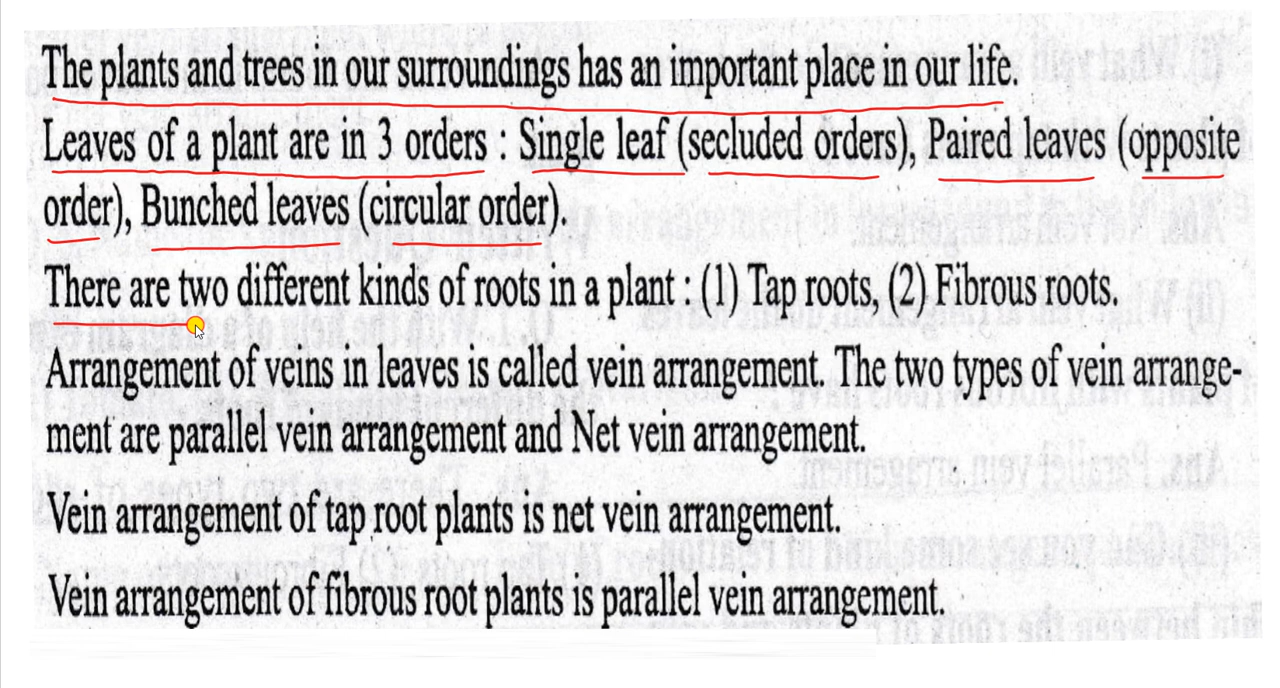 The plants and trees in our surroundings has an important place in our life.
Leaves of a plant are in 3 orders : Single leaf (secluded orders), Paired leaves (opposite
order), Bunched leaves (circular order).
There are two different kinds of roots in a plant : (1) Tap roots, (2) Fibrous roots.
Arrangement of veins in leaves is called vein arrangement. The two types of vein arrange-
ment are parallel vein arrangement and Net vein arrangement.
Vein arrangement of tap root plants is net vein arrangement.
Vein arrangement of fibrous root plants is parallel vein arrangement.